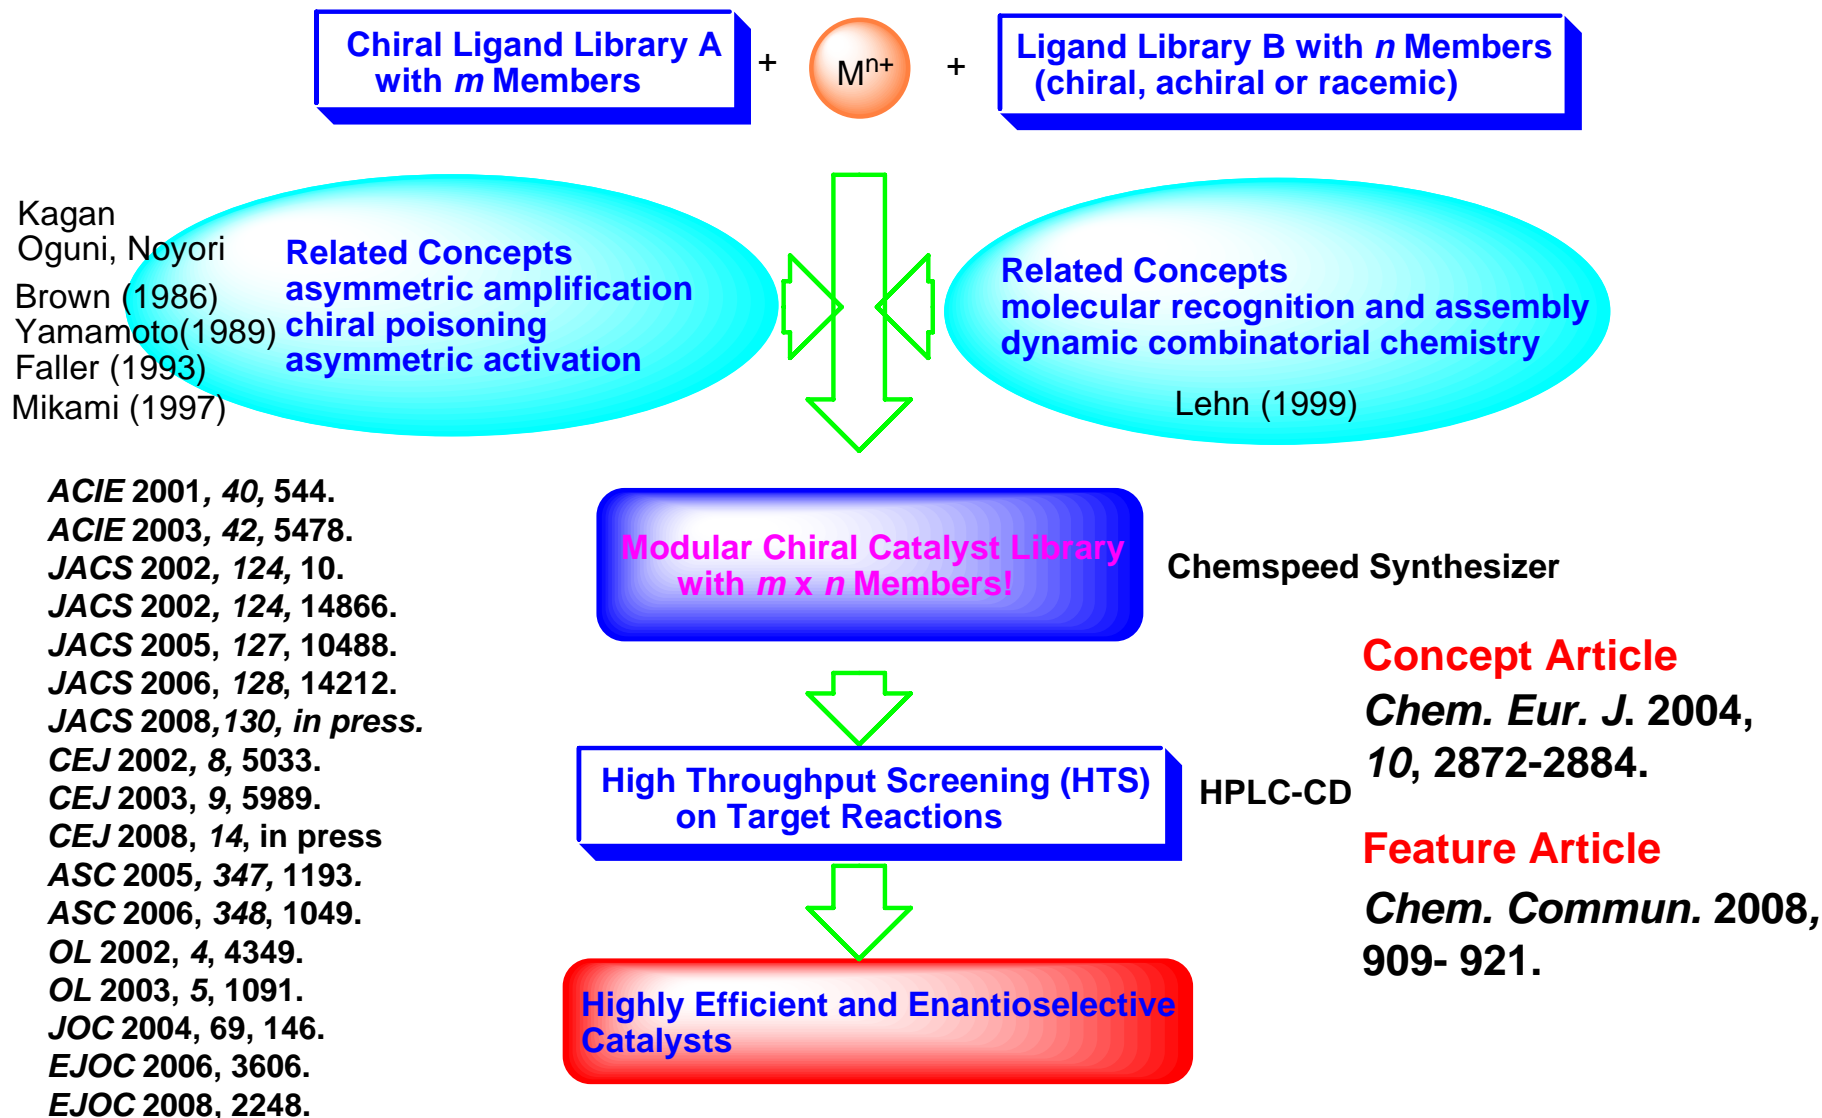 Chiral Ligand Library A
with m Members
+
Mn+
+
Ligand Library B with n Members
(chiral, achiral or racemic)
Kagan
Oguni, Noyori
Brown (1986)
Yamamoto(1989)
Faller (1993)
Mikami (1997)
Related Concepts
asymmetric amplification
chiral poisoning
asymmetric activation
Related Concepts
molecular recognition and assembly
dynamic combinatorial chemistry
Lehn (1999)
ACIE 2001, 40, 544.
ACIE 2003, 42, 5478.
JACS 2002, 124, 10.
JACS 2002, 124, 14866.
JACS 2005, 127, 10488.
JACS 2006, 128, 14212.
JACS 2008,130, in press.
CEJ 2002, 8, 5033.
CEJ 2003, 9, 5989.
CEJ 2008, 14, in press
ASC 2005, 347, 1193.
ASC 2006, 348, 1049.
OL 2002, 4, 4349.
OL 2003, 5, 1091.
JOC 2004, 69, 146.
EJOC 2006, 3606.
EJOC 2008, 2248.
Modular Chiral Catalyst Library
with m x n Members!
Chemspeed Synthesizer
High Throughput Screening (HTS)
on Target Reactions
HPLC-CD
Highly Efficient and Enantioselective
Catalysts
Concept Article
Chem. Eur. J. 2004,
10, 2872-2884.
Feature Article
Chem. Commun. 2008,
909- 921.